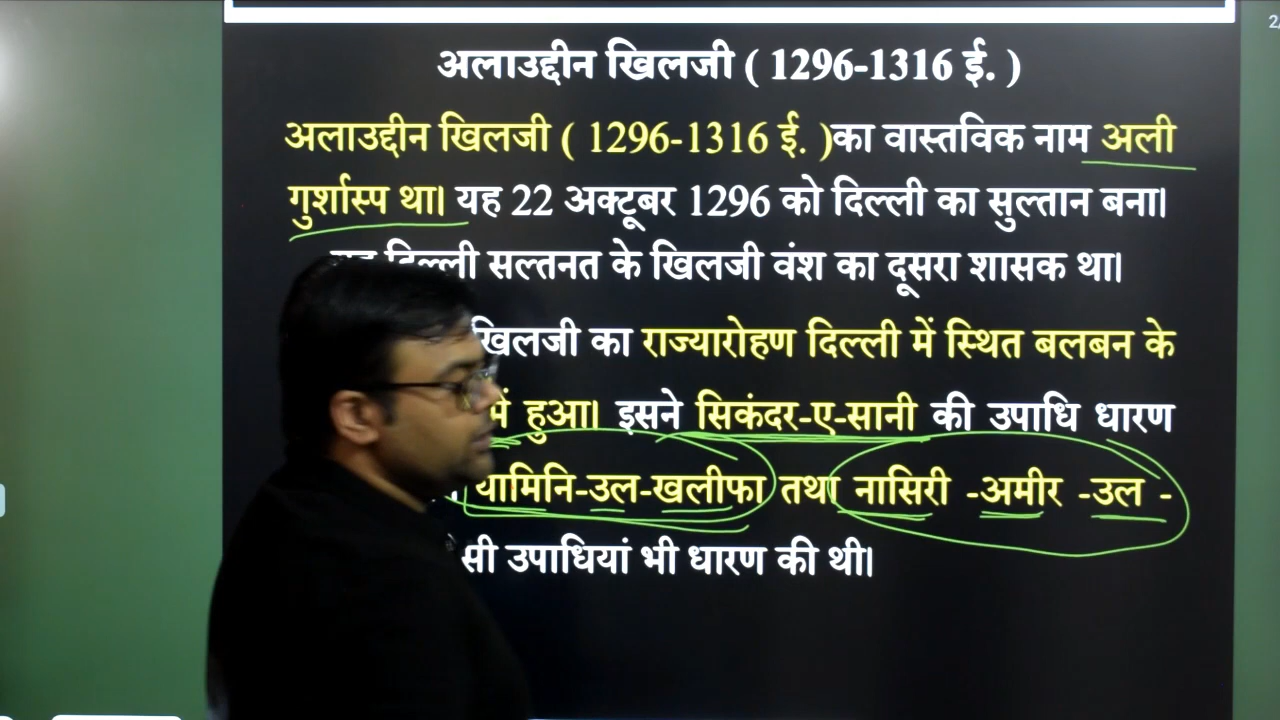 अलाउद्दीन खिलजी ( 1296-1316 ई. )
अलाउद्दीन खिलजी ( 1296-1316 ई. )का वास्तविक नाम अली
गुर्शास्प था। यह 22 अक्टूबर 1296 को दिल्ली का सुल्तान बना।
दिल्ली सल्तनत के खिलजी वंश का दूसरा शासक था।
खिलजी का राज्यारोहण दिल्ली में स्थित बलबन के
में हुआ। इसने सिकंदर-ए-सानी की उपाधि धारण
यामिनि-उल-खलीफा तथा नासिरी -अमीर -उल -
सी उपाधियां भी धारण की थी।